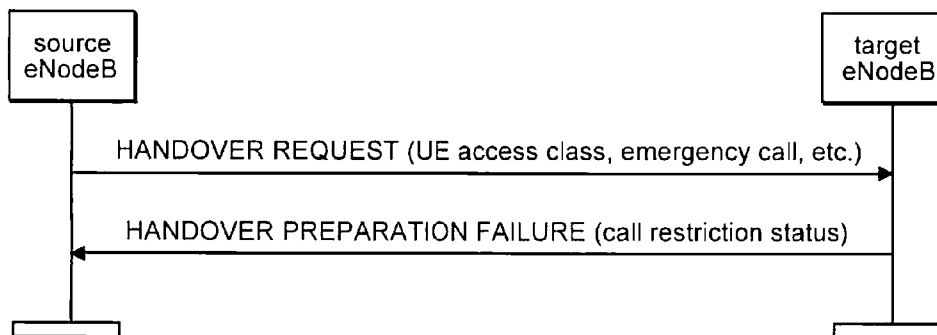 source
eNodeB
target
eNodeB
HANDOVER REQUEST (UE access class, emergency call, etc.)
HANDOVER PREPARATION FAILURE (call restriction status)